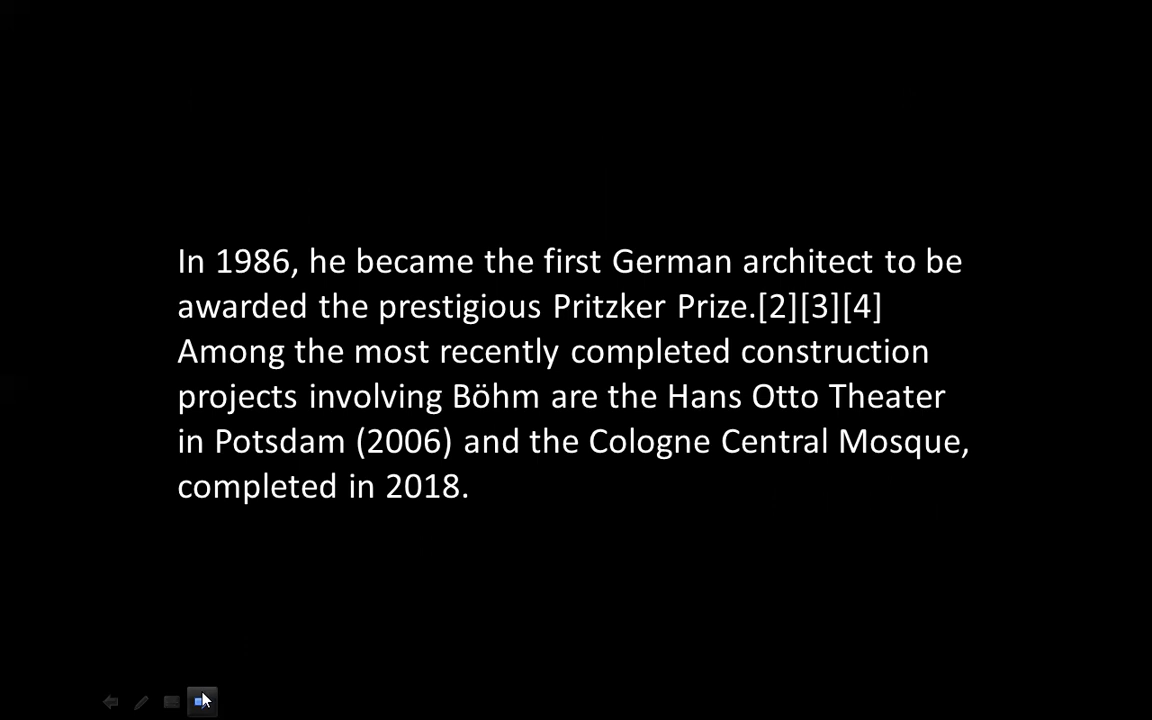 In 1986, he became the first German architect to be
awarded the prestigious Pritzker Prize.[2][3][4]
Among the most recently completed construction
projects involving Böhm are the Hans Otto Theater
in Potsdam (2006) and the Cologne Central Mosque,
completed in 2018.